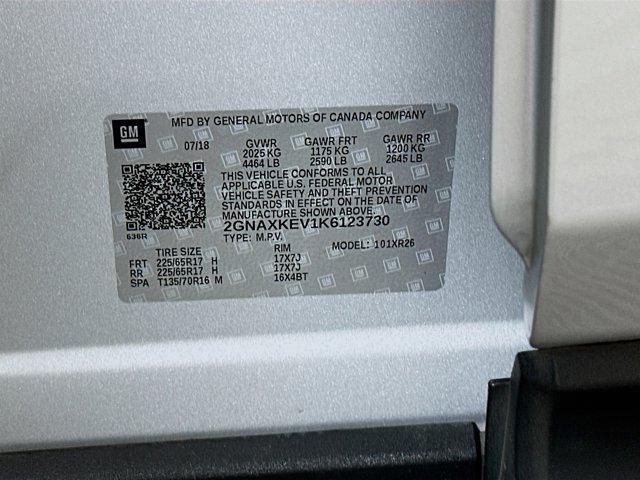 MFD BY GENERAL MOTORS OF CANADA COMPANY
GM
07/18 GVWR GAWR FRT GAWR RR
2025 KG 1175 KG 1200 KG
4464 LB 2590 LB 2645 LB
THIS VEHICLE CONFORMS TO ALL
APPLICABLE U.S. FEDERAL MOTOR
VEHICLE SAFETY AND THEFT PREVENTION
STANDARDS IN EFFECT ON THE DATE OF
MANUFACTURE SHOWN ABOVE.
2GNAXKEV1K6123730
636R TYPE: M.P.V. MODEL: 101XR26
TIRE SIZE RIM
FRT 225/65R17 H 17X7J
RR 225/65R17 H 17X7J
SPA T135/70R16 M 16X4BT